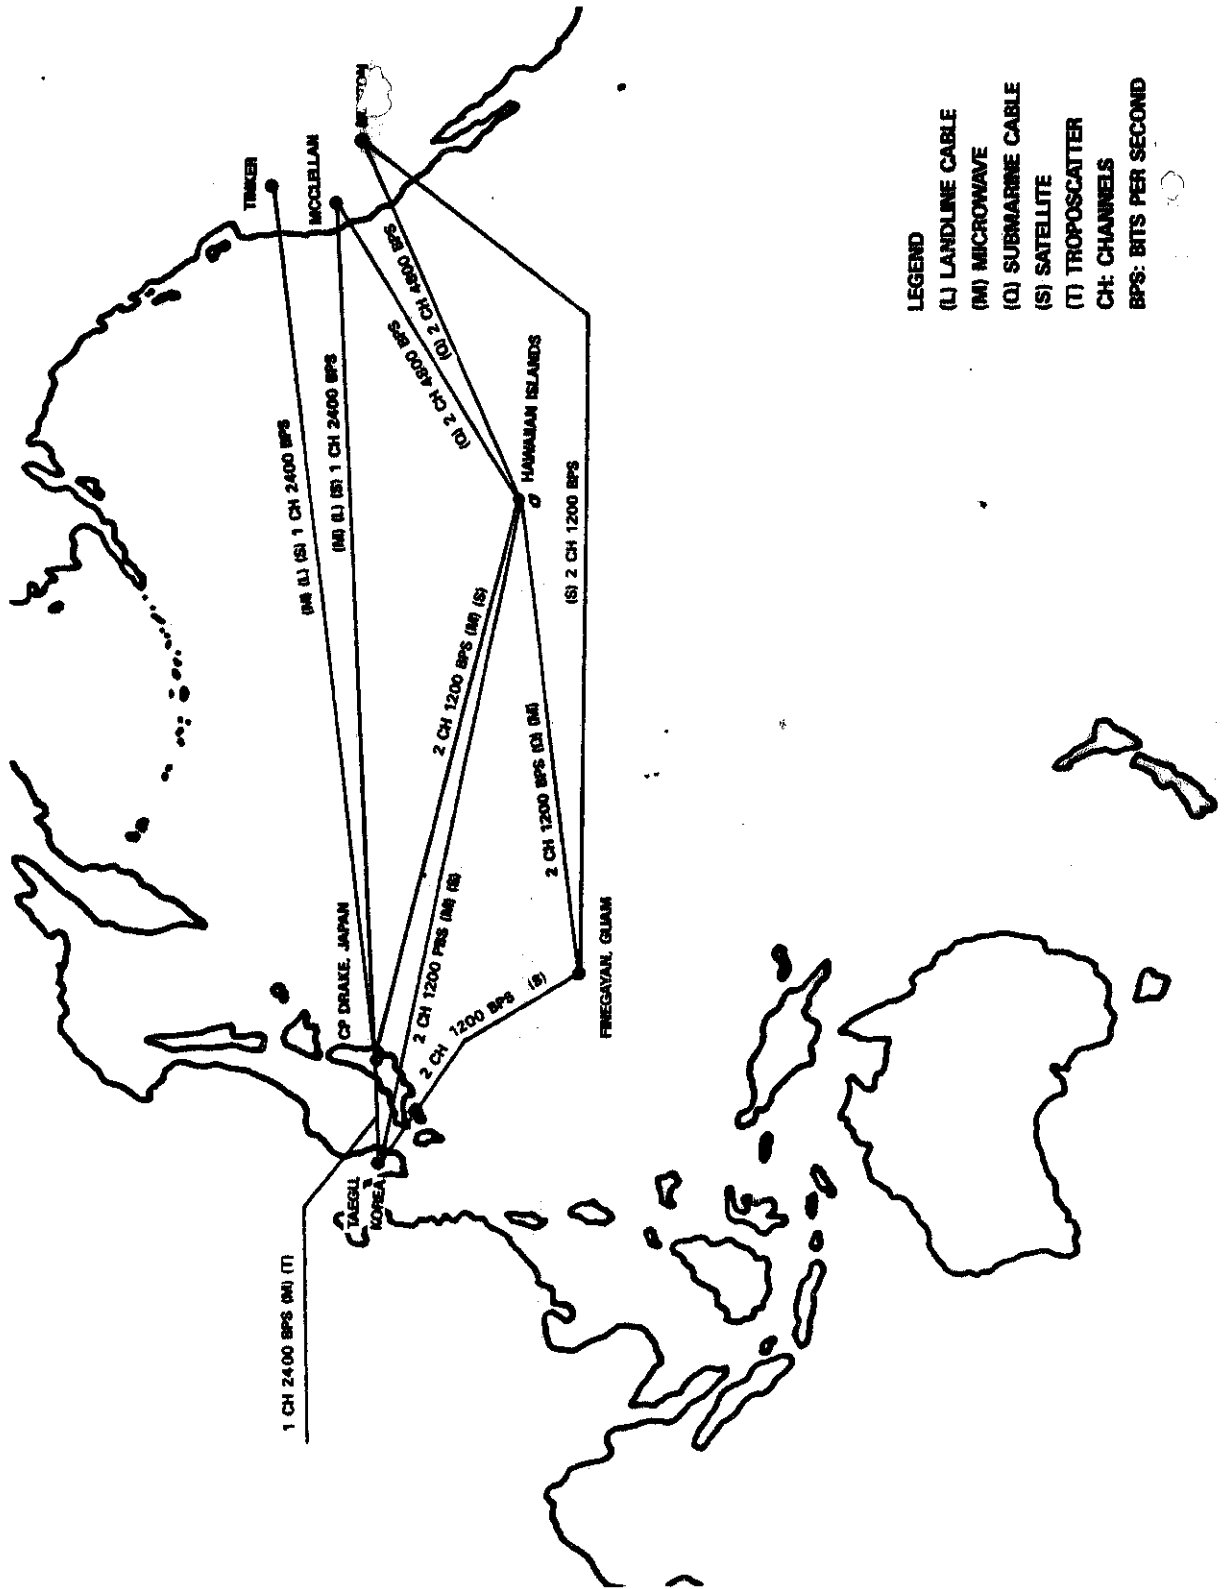 TINKER
MCCLELLAN
(M) (L) (S) 1 CH 2400 BPS
(M) (L) (S) 1 CH 2400 BPS
(Q) 2 CH 4800 BPS
(Q) 2 CH 4800 BPS
HAWAIIAN ISLANDS
2 CH 1200 BPS (M) (S)
2 CH 1200 PBS (M) (S)
2 CH 1200 BPS (Q) (M)
(S) 2 CH 1200 BPS
2 CH 1200 BPS (S)
CP DRAKE, JAPAN
TAEGU,
KOREA
1 CH 2400 BPS (M) (T)
FINEGAYAN, GUAM
LEGEND
(L) LANDLINE CABLE
(M) MICROWAVE
(Q) SUBMARINE CABLE
(S) SATELLITE
(T) TROPOSCATTER
CH: CHANNELS
BPS: BITS PER SECOND